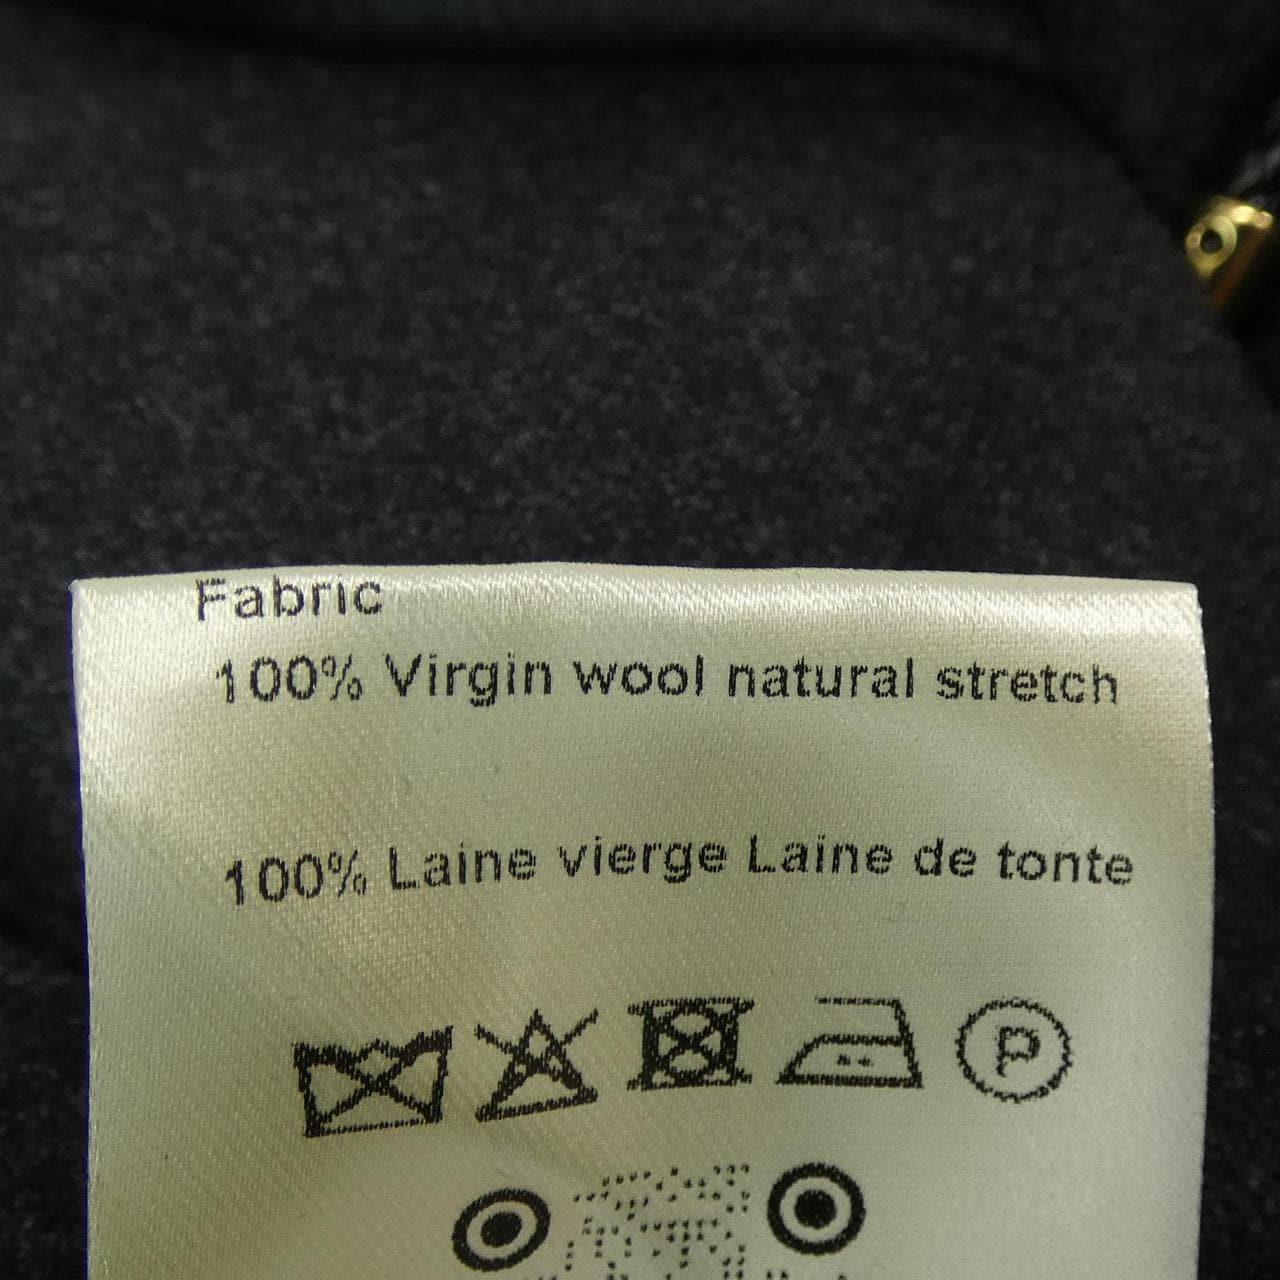 Fabric
100% Virgin wool natural stretch
100% Laine vierge Laine de tonte
P